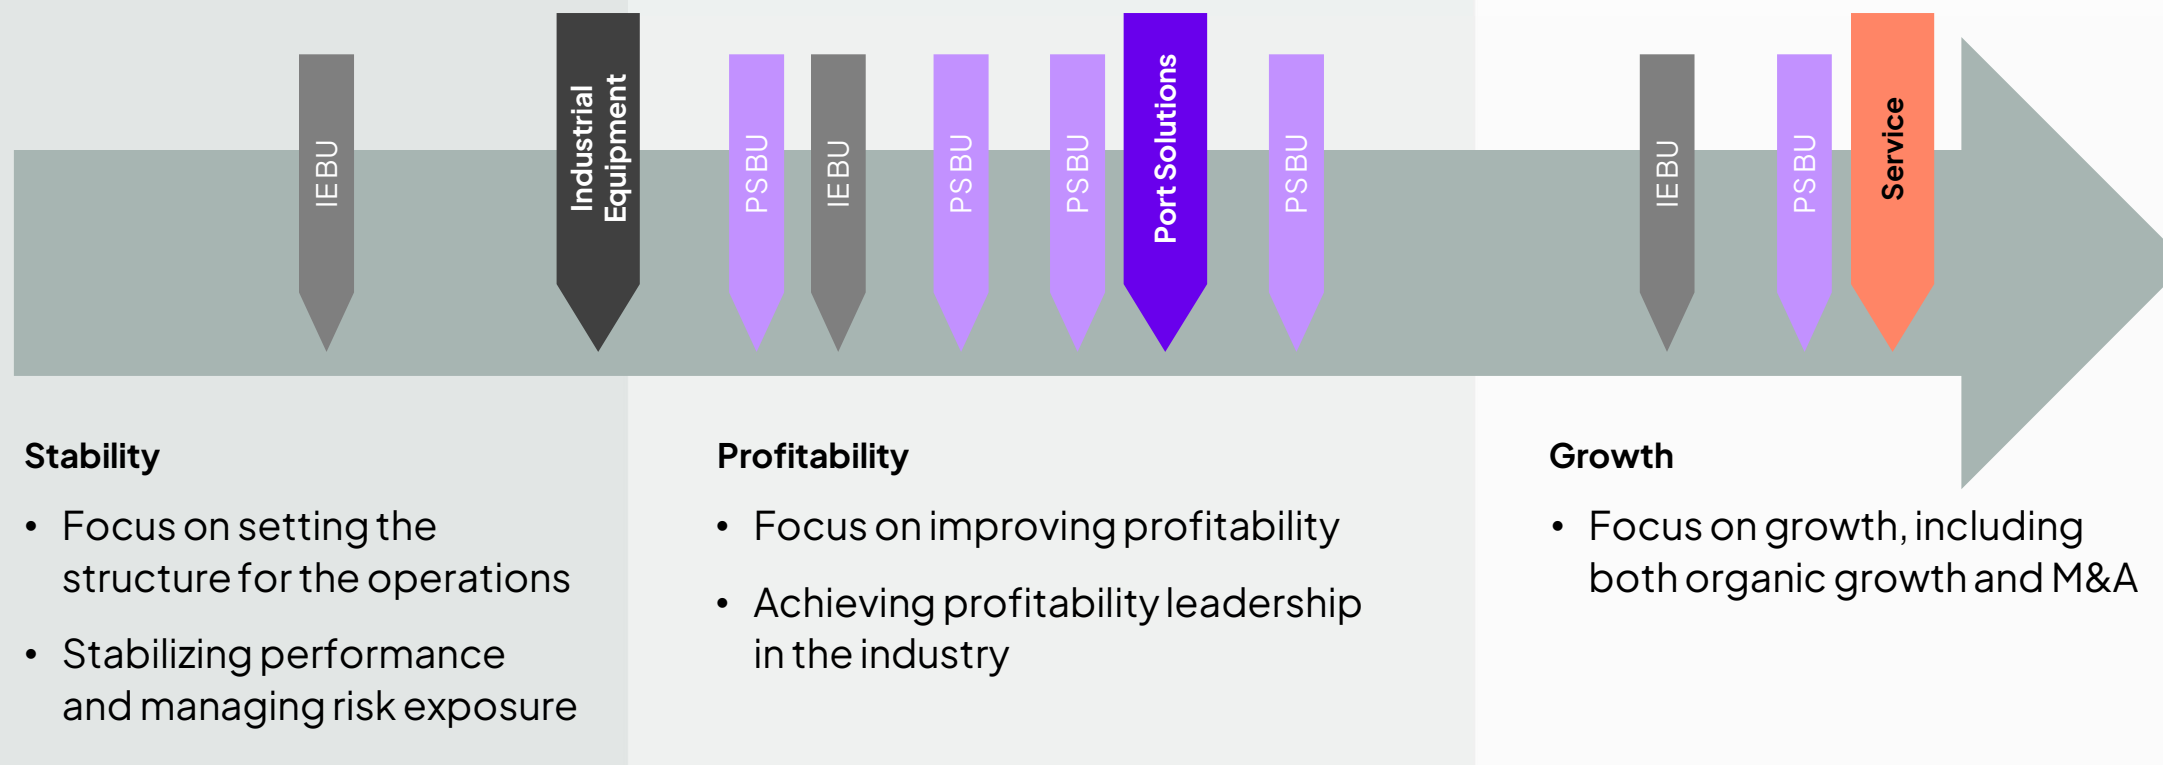 IE BU
Industrial
Equipment
PS BU
IE BU
PS BU
PS BU
Port Solutions
PS BU
IE BU
PS BU
Service
Stability
• Focus on setting the
structure for the operations
• Stabilizing performance
and managing risk exposure
Profitability
• Focus on improving profitability
• Achieving profitability leadership
in the industry
Growth
• Focus on growth, including
both organic growth and M&A